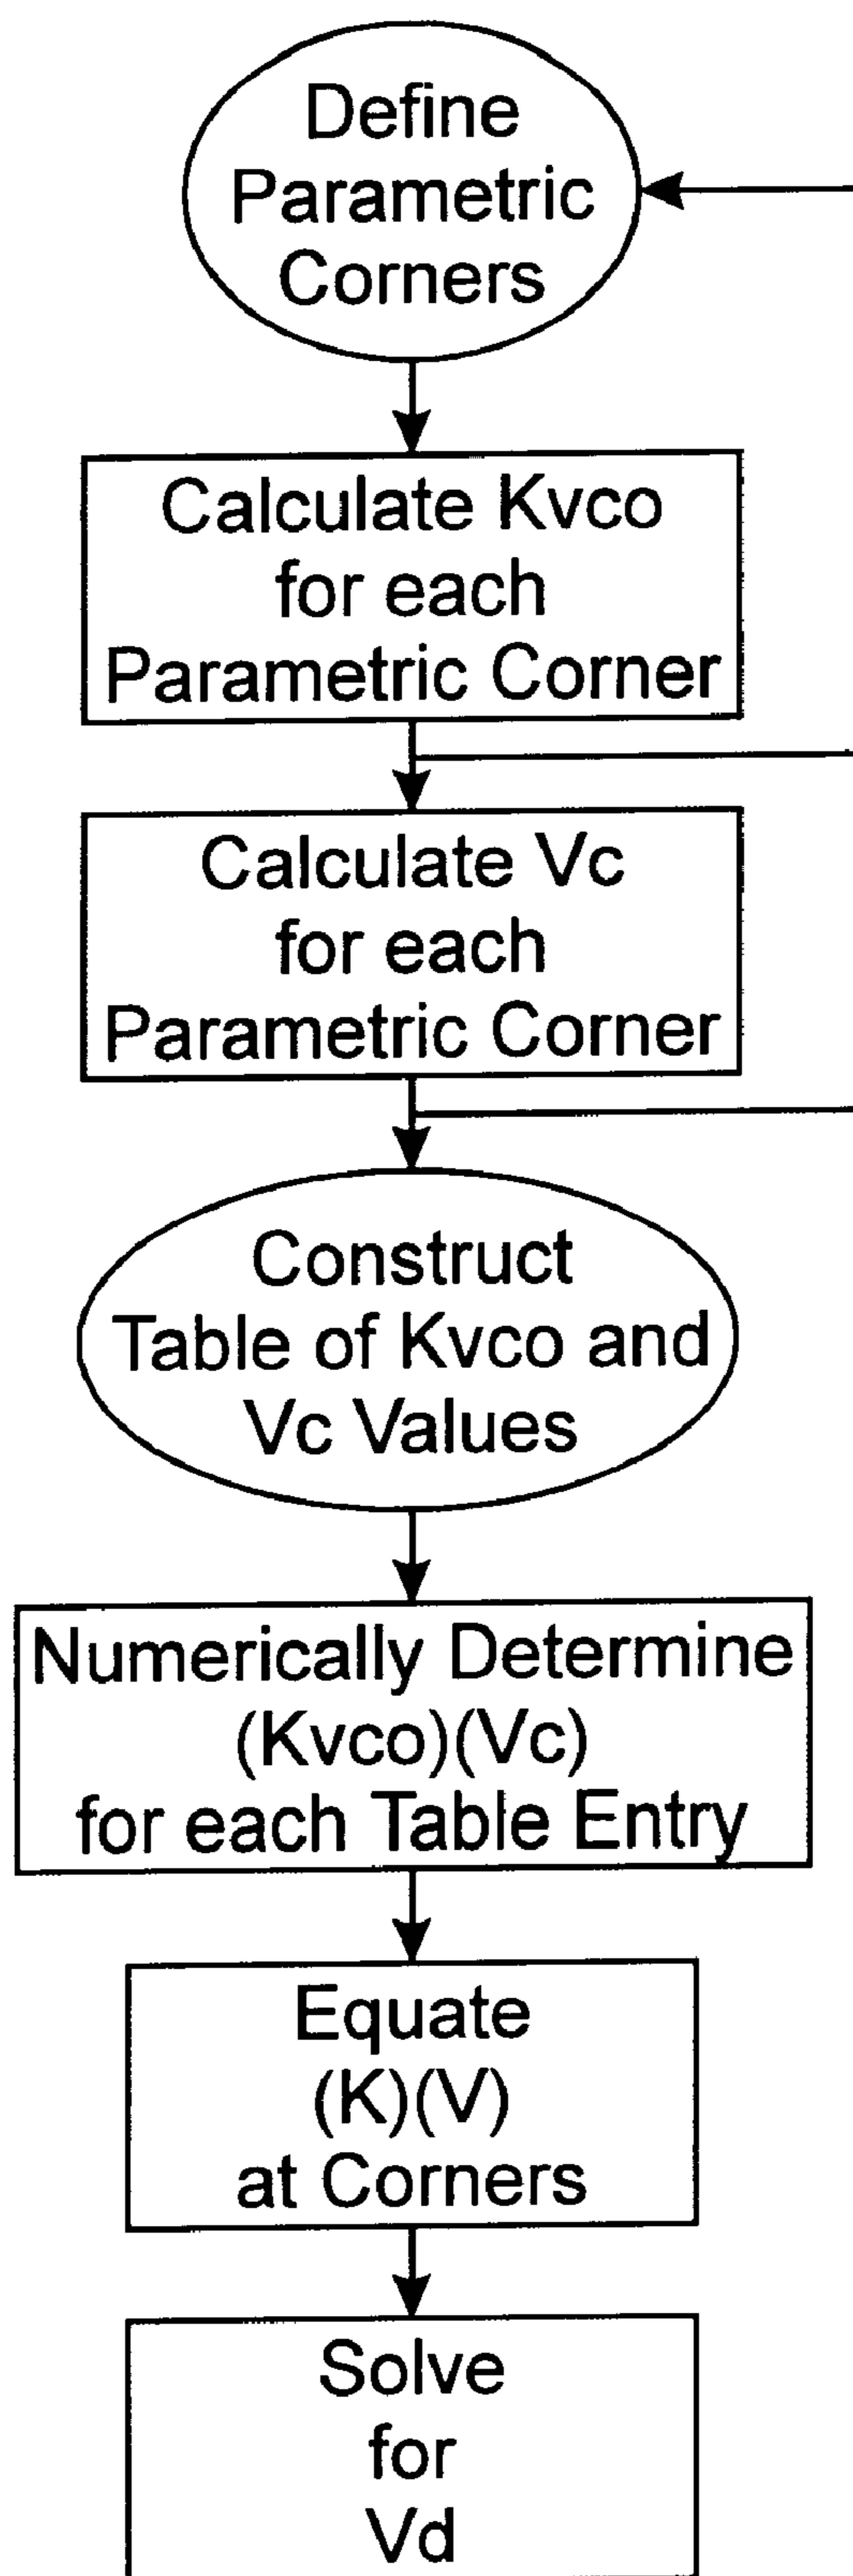 Define
Parametric
Corners
Calculate Kvco
for each
Parametric Corner
Calculate Vc
for each
Parametric Corner
Construct
Table of Kvco and
Vc Values
Numerically Determine
(Kvco)(Vc)
for each Table Entry
Equate
(K)(V)
at Corners
Solve
for
Vd